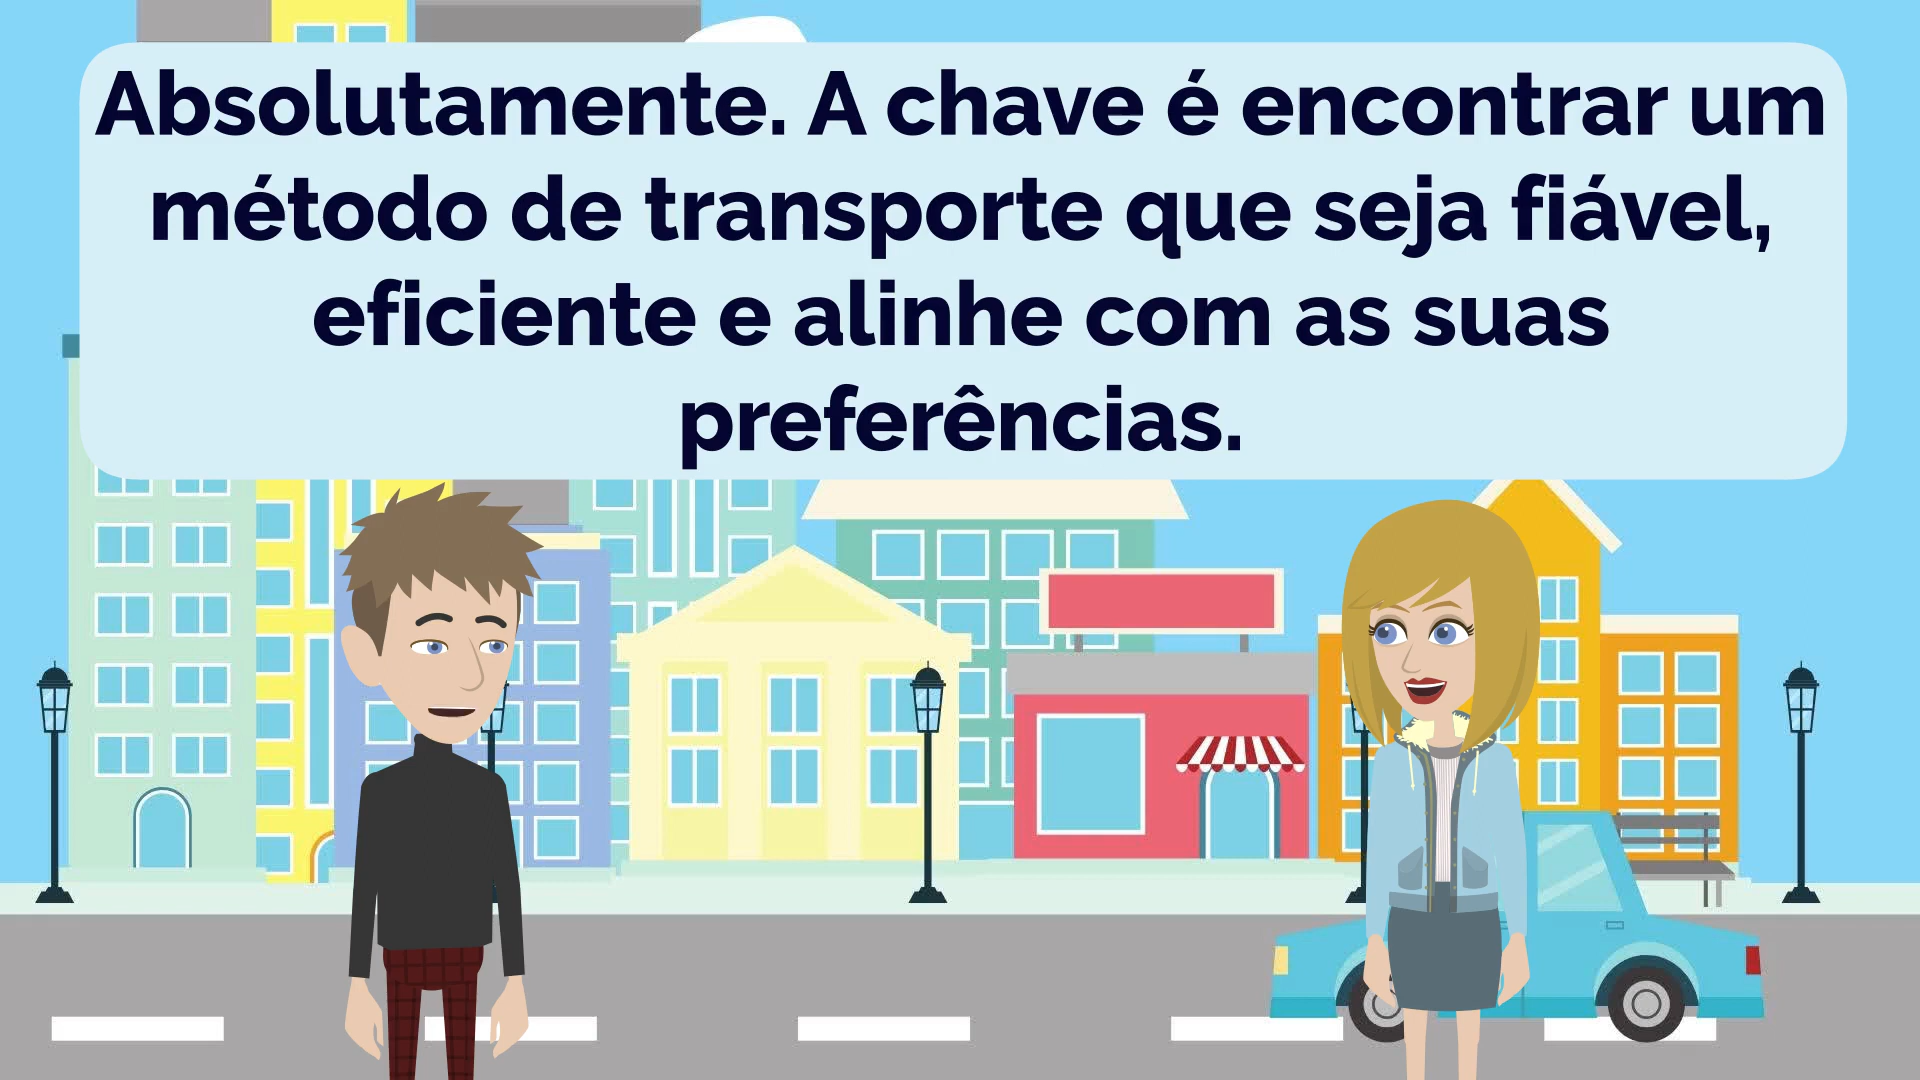 Absolutamente. A chave é encontrar um
método de transporte que seja fiável,
eficiente e alinhe com as suas
preferências.